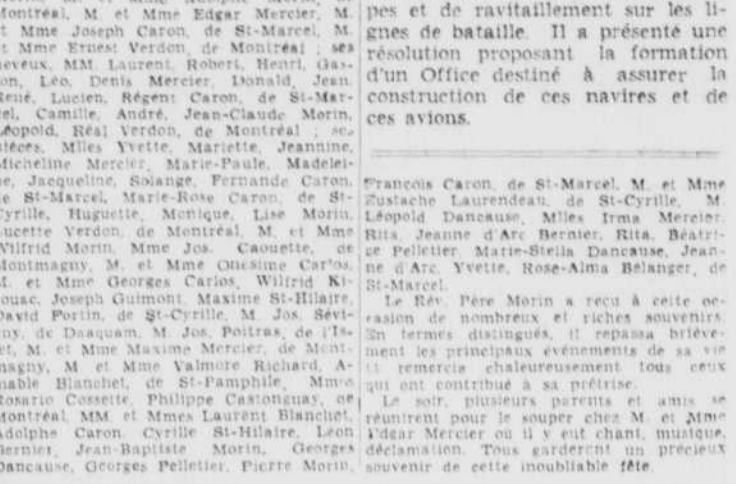 Montréal, M. et Mme Edgar Mercier, M.
et Mme Joseph Caron, de St-Marcel, M.
et Mme Ernest Verdon, de Montréal ; ses
neveux, MM. Laurent, Robert, Henri, Gas-
ton, Léo, Denis Mercier, Donald, Jean
René, Lucien, Régent Caron, de St-Mar-
cel, Camille, André, Jean-Claude Morin,
Léopold, Réal Verdon, de Montréal ; ses
nièces, Mlles Yvette, Mariette, Jeannine,
Micheline Mercier, Marie-Paule, Madelei-
ne, Jacqueline, Solange, Fernande Caron,
de St-Marcel, Marie-Rose Caron, de St-
Cyrille, Huguette, Monique, Lise Morin,
Lucette Verdon, de Montréal, M. et Mme
Wilfrid Morin, Mme Jos. Caouette, de
Montmagny, M. et Mme Onésime Carlos,
M. et Mme Georges Carlos, Wilfrid Ki-
rouac, Joseph Guimont, Maxime St-Hilaire,
David Fortin, de St-Cyrille, M. Jos. Sévi-
gny, de Daaquam, M. Jos. Poitras, de l'Is-
let, M. et Mme Maxime Mercier, de Mont-
magny, M. et Mme Valmore Richard, A-
mable Blanchet, de St-Pamphile, Mmes
Rosario Cossette, Philippe Castonguay, de
Montréal, MM. et Mmes Laurent Blanchet,
Adolphe Caron, Cyrille St-Hilaire, Léon
Bernier, Jean-Baptiste Morin, Georges
Dancause, Georges Pelletier, Pierre Morin,
pes et de ravitaillement sur les li-
gnes de bataille. Il a présenté une
résolution proposant la formation
d'un Office destiné à assurer la
construction de ces navires et de
ces avions.
François Caron, de St-Marcel, M. et Mme
Eustache Laurendeau, de St-Cyrille, M.
Léopold Dancause, Mlles Irma Mercier,
Rita, Jeanne d'Arc Bernier, Rita, Béatri-
ce Pelletier, Marie-Stella Dancause, Jean-
ne d'Arc, Yvette, Rose-Alma Bélanger, de
St-Marcel.
Le Rév. Père Morin a reçu à cette oc-
casion de nombreux et riches souvenirs.
En termes distingués, il repassa briève-
ment les principaux événements de sa vie
et remercia chaleureusement tous ceux
qui ont contribué à sa prêtrise.
Le soir, plusieurs parents et amis se
réunirent pour le souper chez M. et Mme
Edgar Mercier où il y eut chant, musique,
déclamation. Tous garderont un précieux
souvenir de cette inoubliable fête.